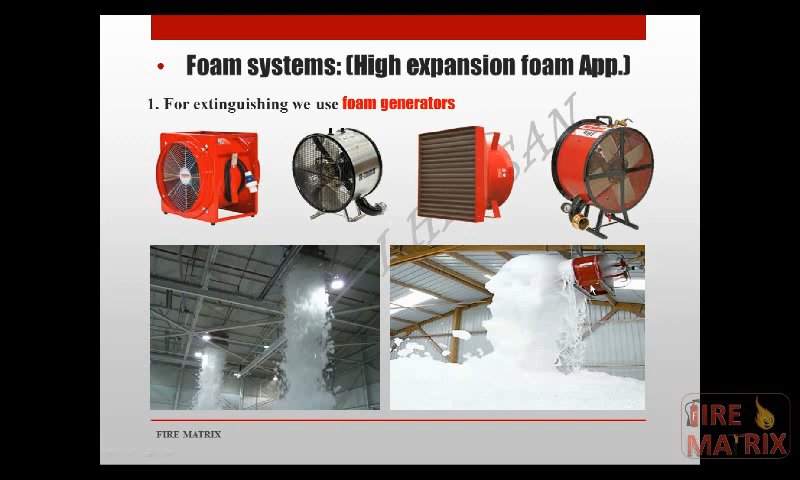 • Foam systems: (High expansion foam App.)
1. For extinguishing we use foam generators
FIRE MATRIX
FIRE
MATRIX